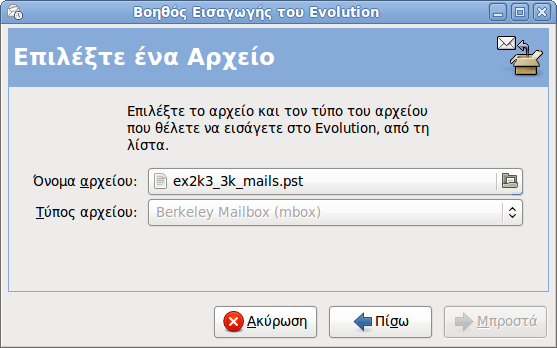 Βοηθός Εισαγωγής του Evolution
Επιλέξτε ένα Αρχείο
Επιλέξτε το αρχείο και τον τύπο του αρχείου
που θέλετε να εισάγετε στο Evolution, από τη
λίστα.
Όνομα αρχείου: ex2k3_3k_mails.pst
Τύπος αρχείου: Berkeley Mailbox (mbox)
Ακύρωση Πίσω Μπροστά